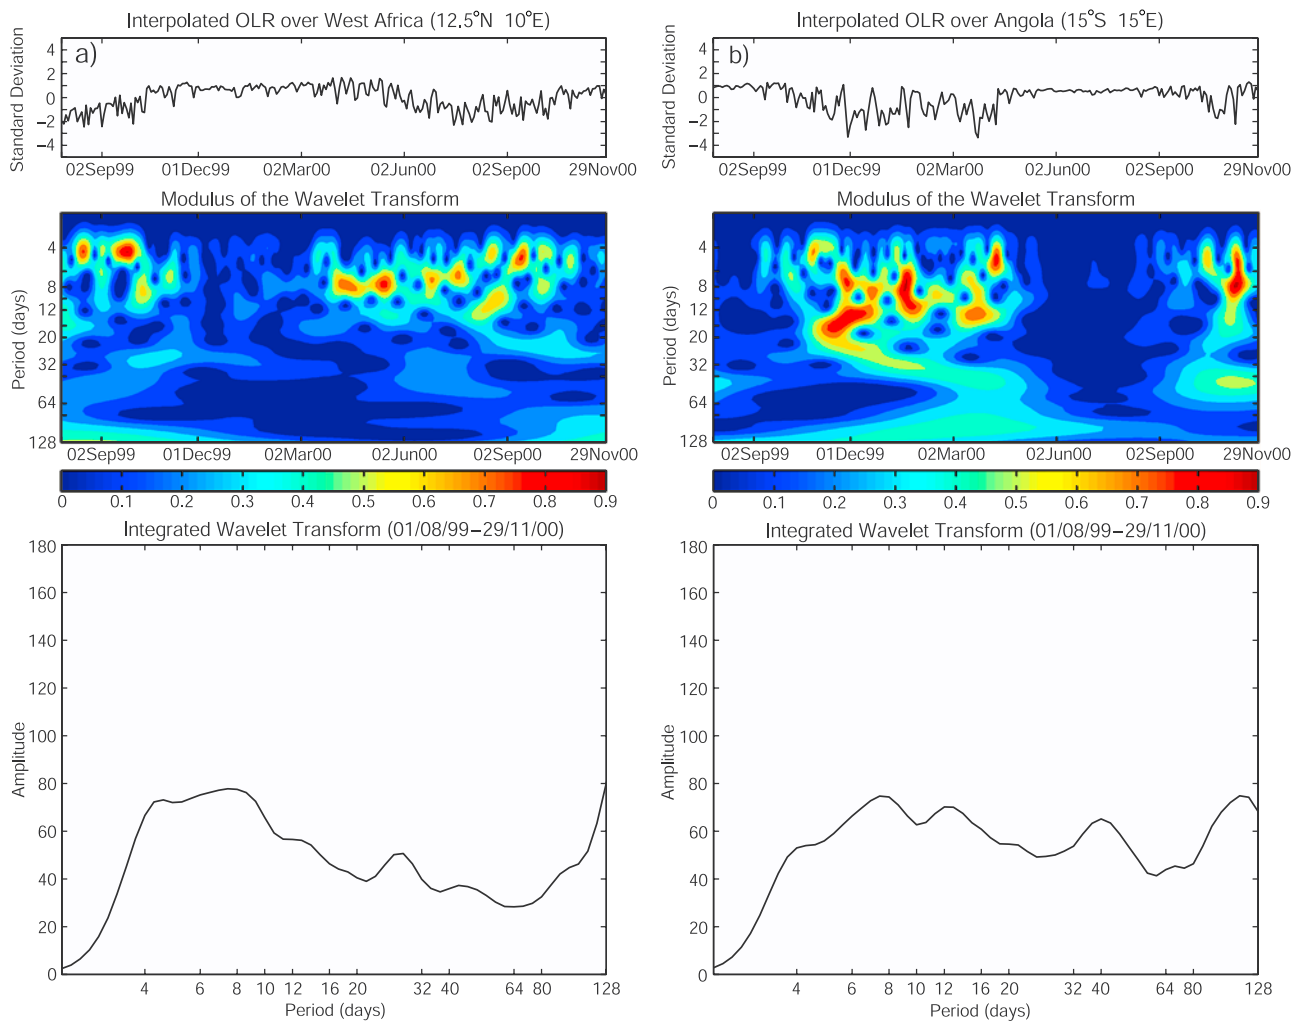 Interpolated OLR over West Africa (12.5°N 10°E)
a)
Standard Deviation
4
2
0
−2
−4
02Sep99 01Dec99 02Mar00 02Jun00 02Sep00 29Nov00
Modulus of the Wavelet Transform
Period (days)
4
8
12
20
32
64
128
02Sep99 01Dec99 02Mar00 02Jun00 02Sep00 29Nov00
0 0.1 0.2 0.3 0.4 0.5 0.6 0.7 0.8 0.9
Integrated Wavelet Transform (01/08/99−29/11/00)
Amplitude
180
160
140
120
180
100
80
60
40
20
0
4 6 8 10 12 16 20 32 40 64 80 128
Period (days)
Interpolated OLR over Angola (15°S 15°E)
b)
Standard Deviation
4
2
0
−2
−4
02Sep99 01Dec99 02Mar00 02Jun00 02Sep00 29Nov00
Modulus of the Wavelet Transform
Period (days)
4
8
12
20
32
64
128
02Sep99 01Dec99 02Mar00 02Jun00 02Sep00 29Nov00
0 0.1 0.2 0.3 0.4 0.5 0.6 0.7 0.8 0.9
Integrated Wavelet Transform (01/08/99−29/11/00)
Amplitude
180
160
140
120
180
100
80
60
40
20
0
4 6 8 10 12 16 20 32 40 64 80 128
Period (days)